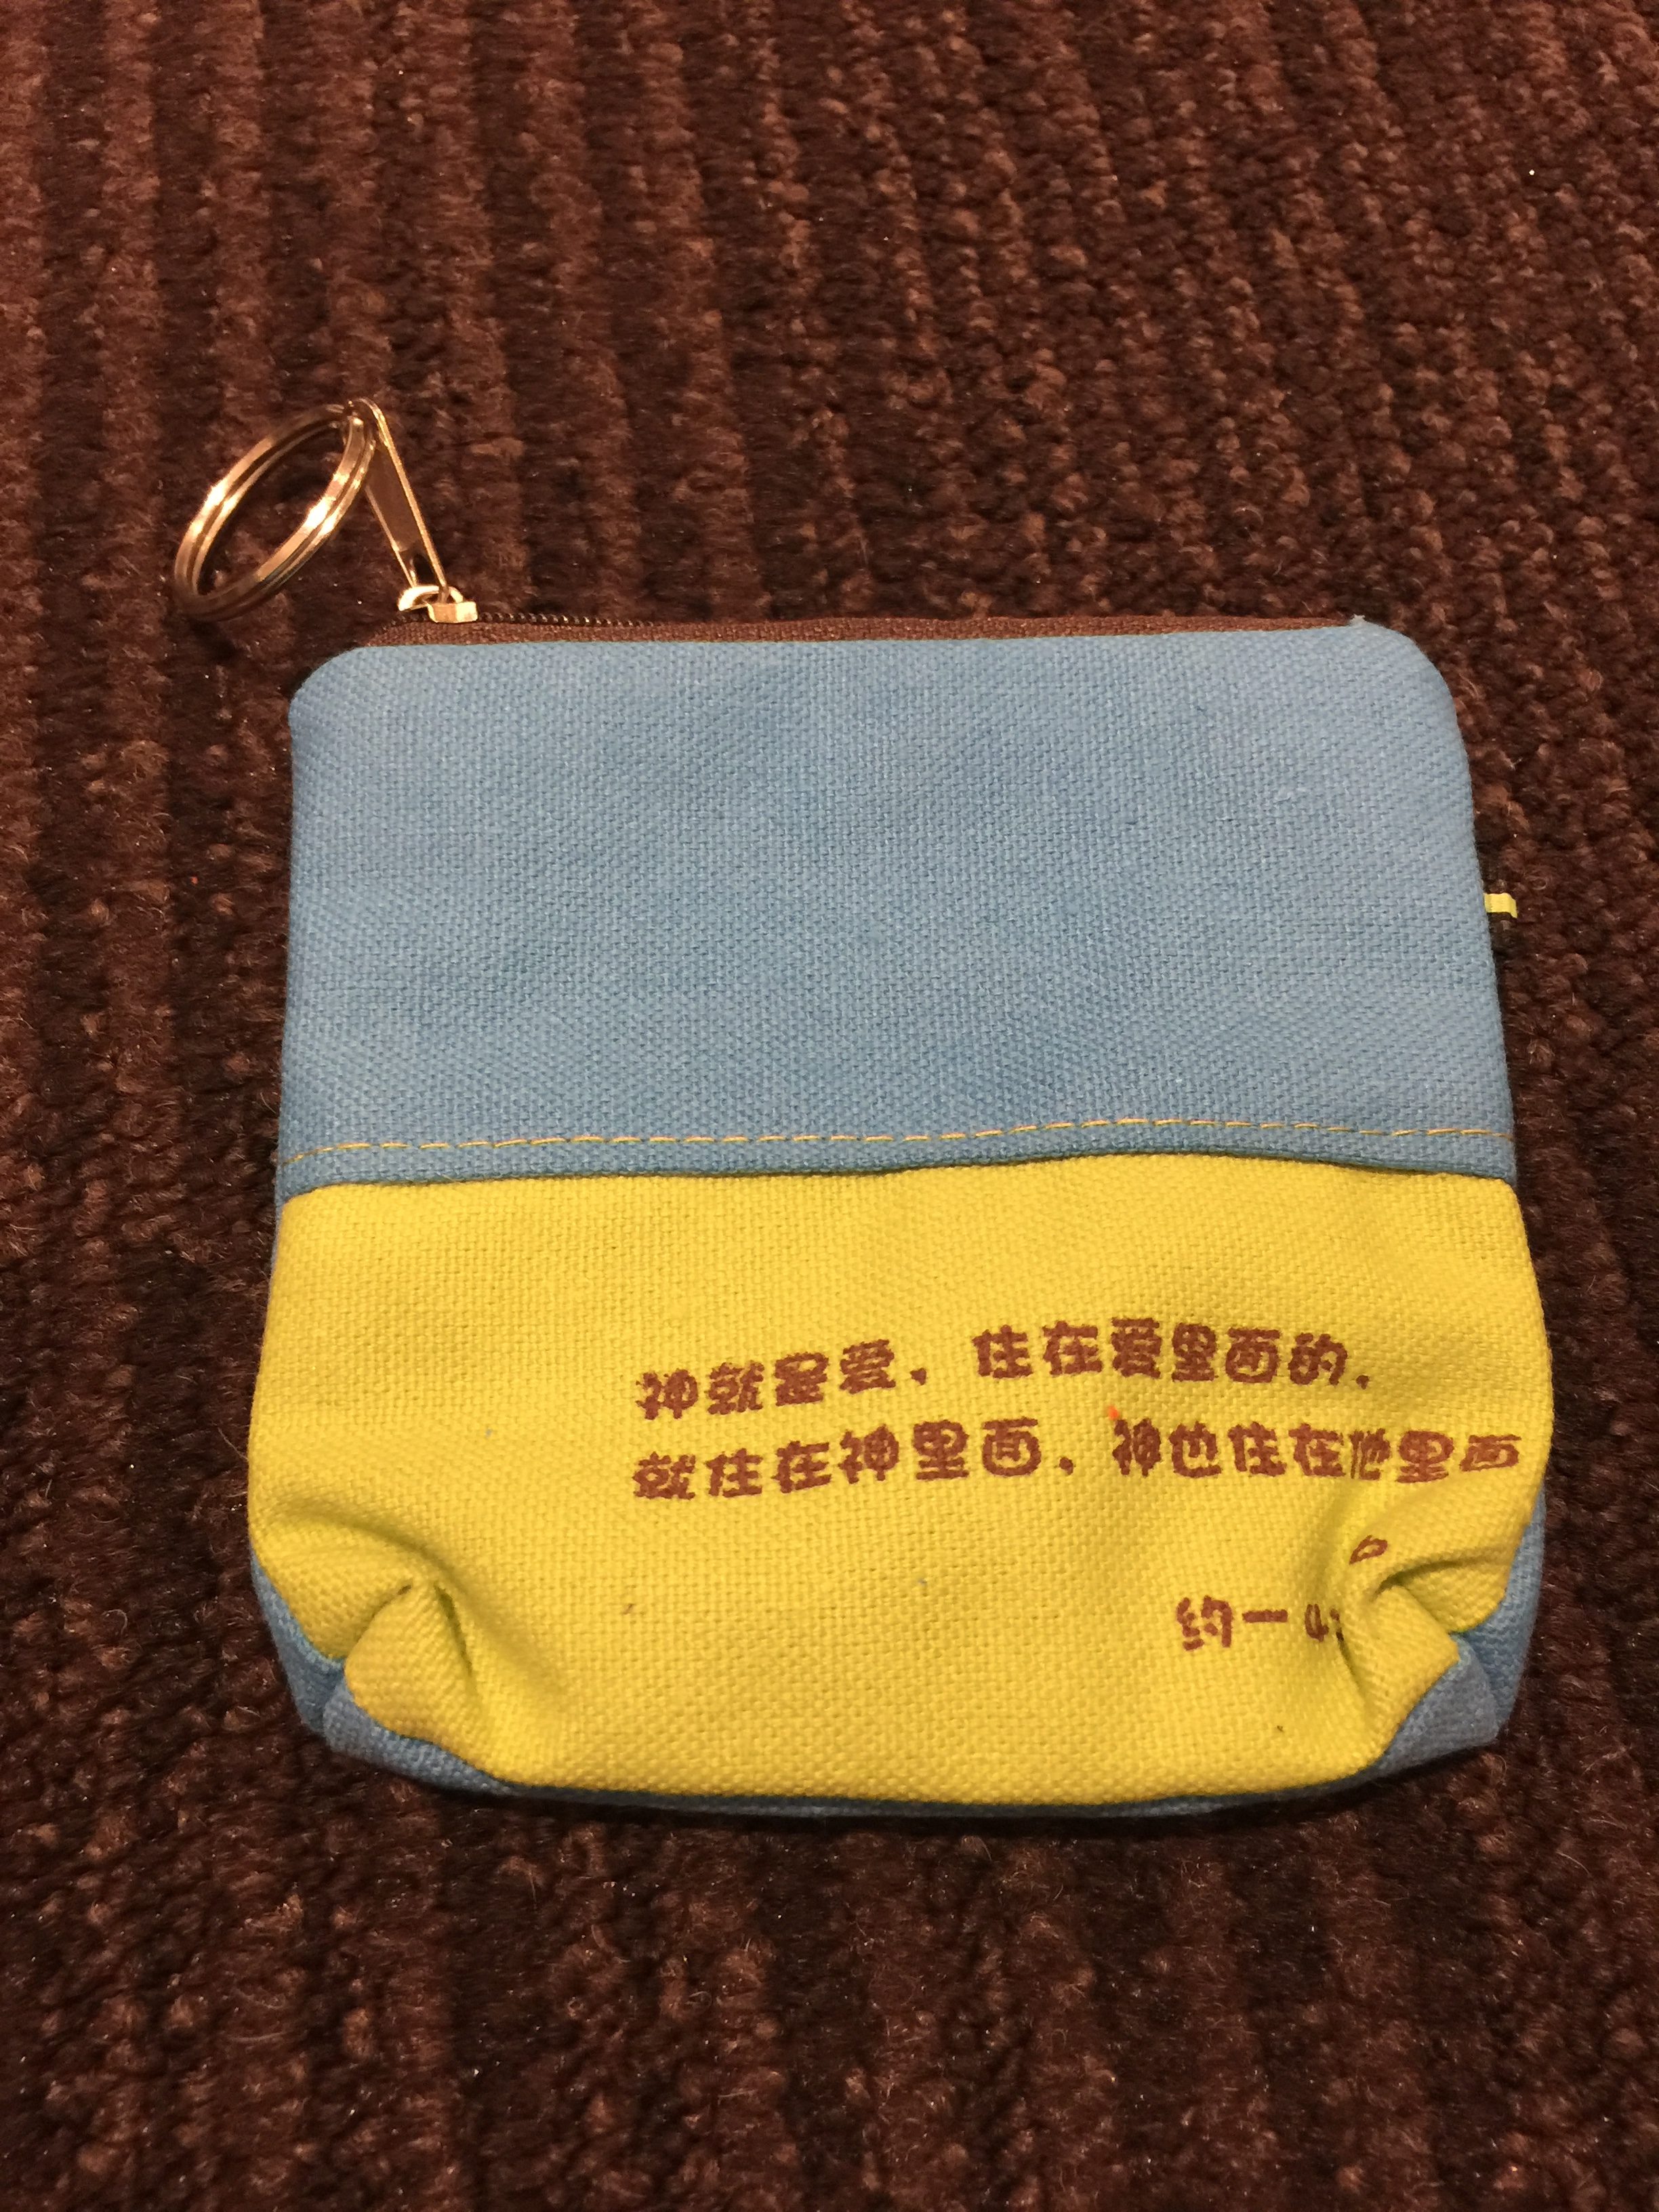 神就是爱，住在爱里面的，
就住在神里面，神也住在他里面
。
约一 4: